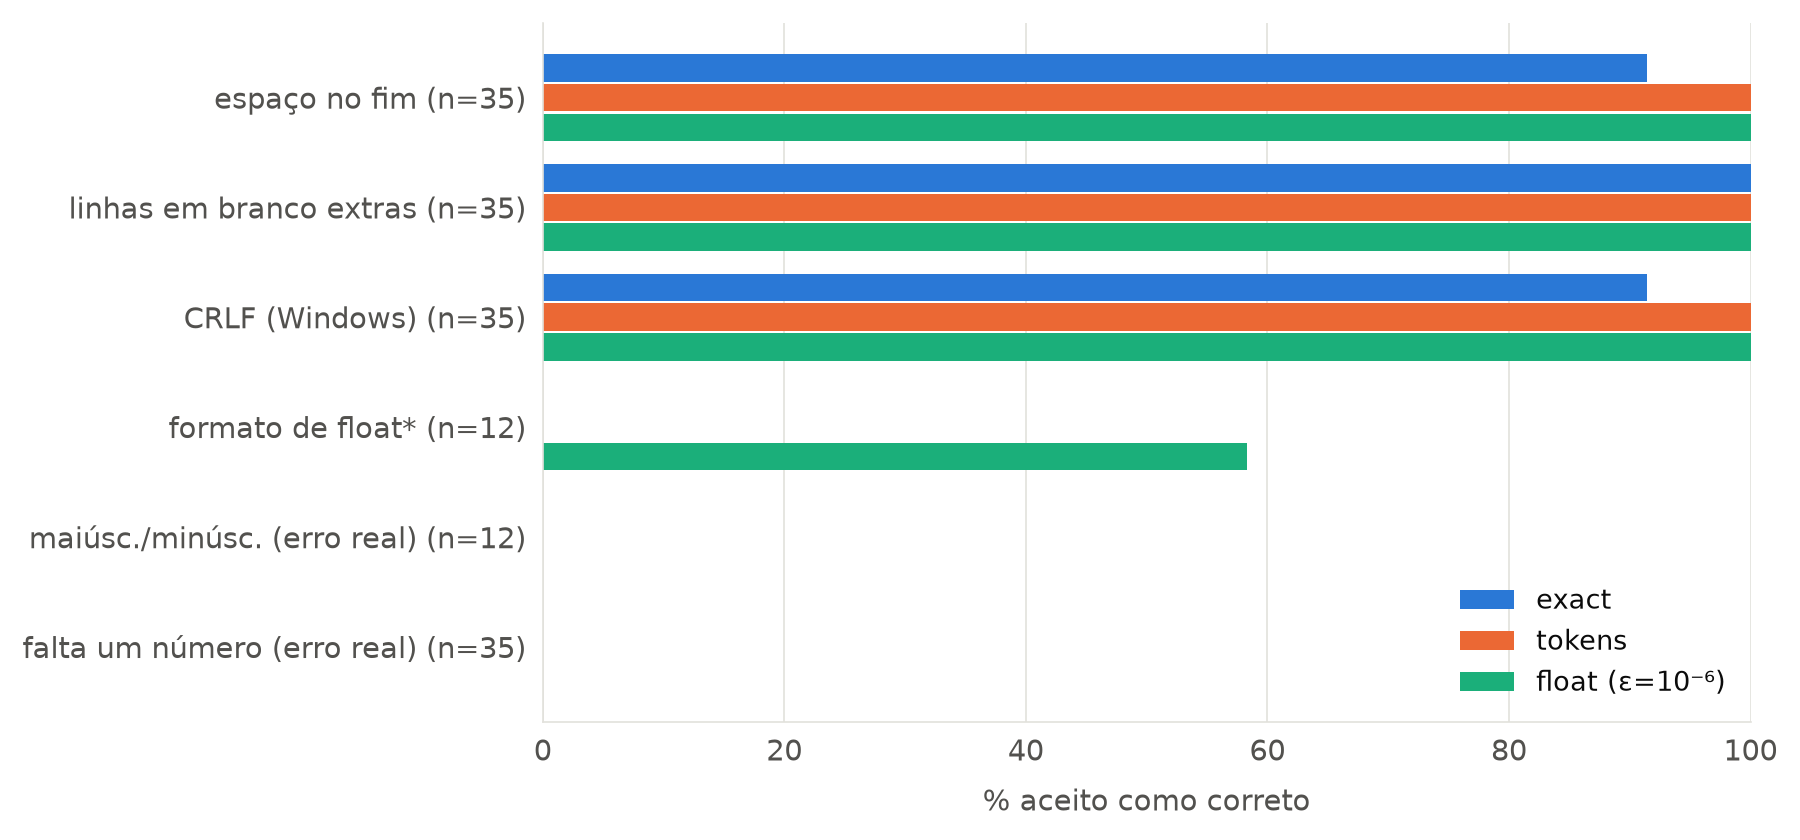 espaço no fim (n=35)
linhas em branco extras (n=35)
CRLF (Windows) (n=35)
formato de float* (n=12)
maiúsc./minúsc. (erro real) (n=12)
falta um número (erro real) (n=35)
exact
tokens
float (ε=10⁻⁶)
0 20 40 60 80 100
% aceito como correto